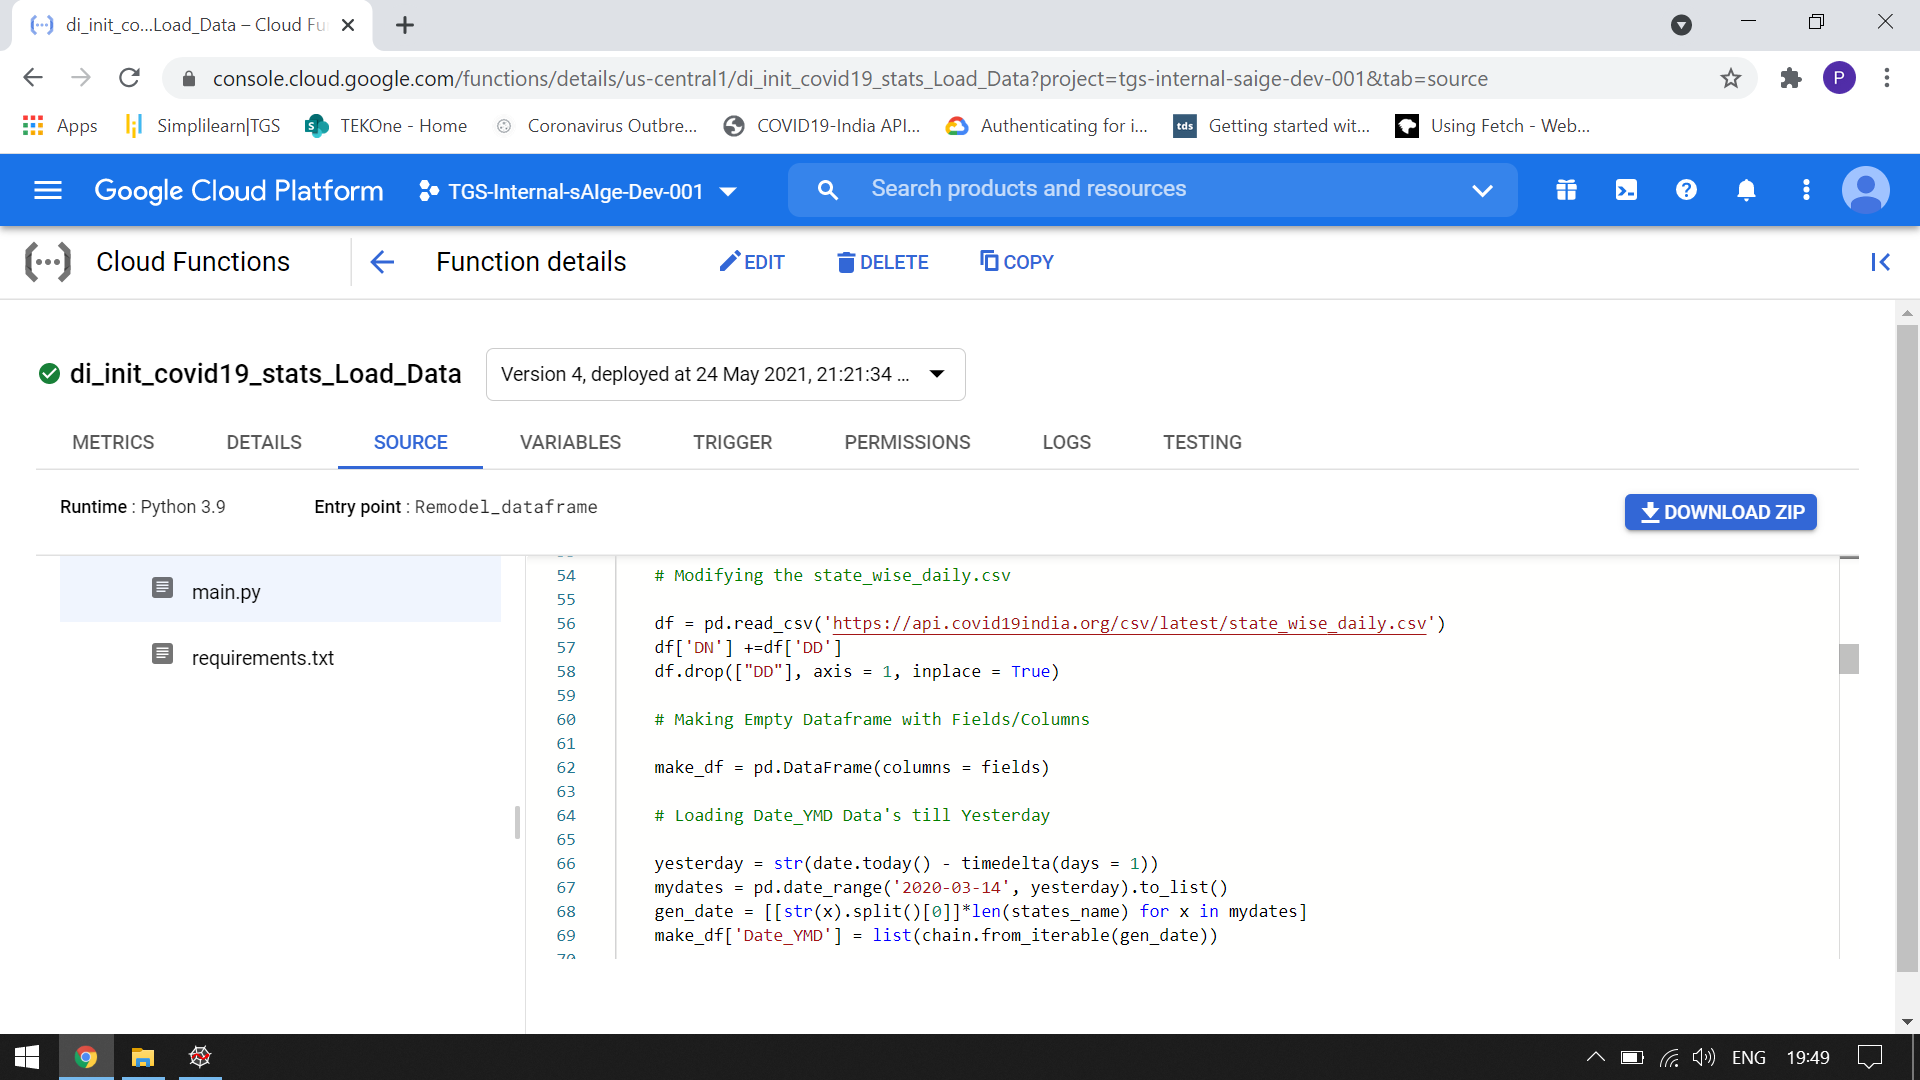 di_init_co...Load_Data – Cloud Fu
console.cloud.google.com/functions/details/us-central1/di_init_covid19_stats_Load_Data?project=tgs-internal-saige-dev-001&tab=source
P
Apps
Simplilearn|TGS
TEKOne - Home
Coronavirus Outbre...
COVID19-India API...
Authenticating for i...
tds
Getting started wit...
Using Fetch - Web...
Google Cloud Platform
TGS-Internal-sAIge-Dev-001
Search products and resources
Cloud Functions
Function details
EDIT
DELETE
COPY
di_init_covid19_stats_Load_Data
Version 4, deployed at 24 May 2021, 21:21:34 ...
METRICS
DETAILS
SOURCE
VARIABLES
TRIGGER
PERMISSIONS
LOGS
TESTING
Runtime : Python 3.9
Entry point : Remodel_dataframe
DOWNLOAD ZIP
main.py
requirements.txt
54 # Modifying the state_wise_daily.csv
55
56 df = pd.read_csv('https://api.covid19india.org/csv/latest/state_wise_daily.csv')
57 df['DN'] +=df['DD']
58 df.drop(["DD"], axis = 1, inplace = True)
59
60 # Making Empty Dataframe with Fields/Columns
61
62 make_df = pd.DataFrame(columns = fields)
63
64 # Loading Date_YMD Data's till Yesterday
65
66 yesterday = str(date.today() - timedelta(days = 1))
67 mydates = pd.date_range('2020-03-14', yesterday).to_list()
68 gen_date = [[str(x).split()[0]]*len(states_name) for x in mydates]
69 make_df['Date_YMD'] = list(chain.from_iterable(gen_date))
70
ENG
19:49